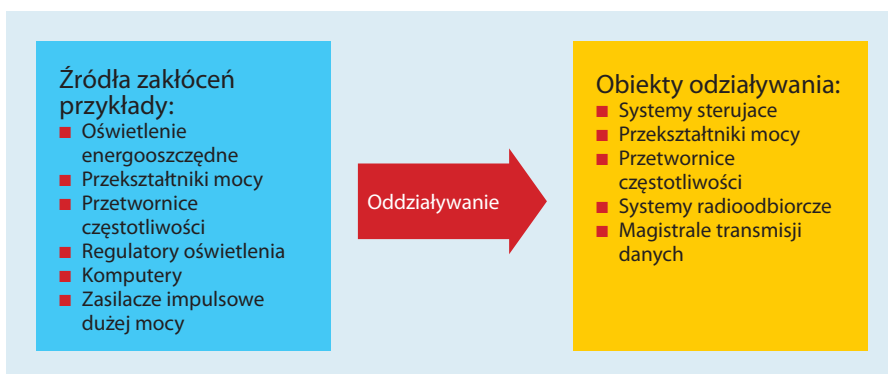 Źródła zakłóceń
przykłady:
■ Oświetlenie
energooszczędne
■ Przekształtniki mocy
■ Przetwornice
częstotliwości
■ Regulatory oświetlenia
■ Komputery
■ Zasilacze impulsowe
dużej mocy
Oddziaływanie
Obiekty odziaływania:
■ Systemy sterujace
■ Przekształtniki mocy
■ Przetwornice
częstotliwości
■ Systemy radioodbiorcze
■ Magistrale transmisji
danych